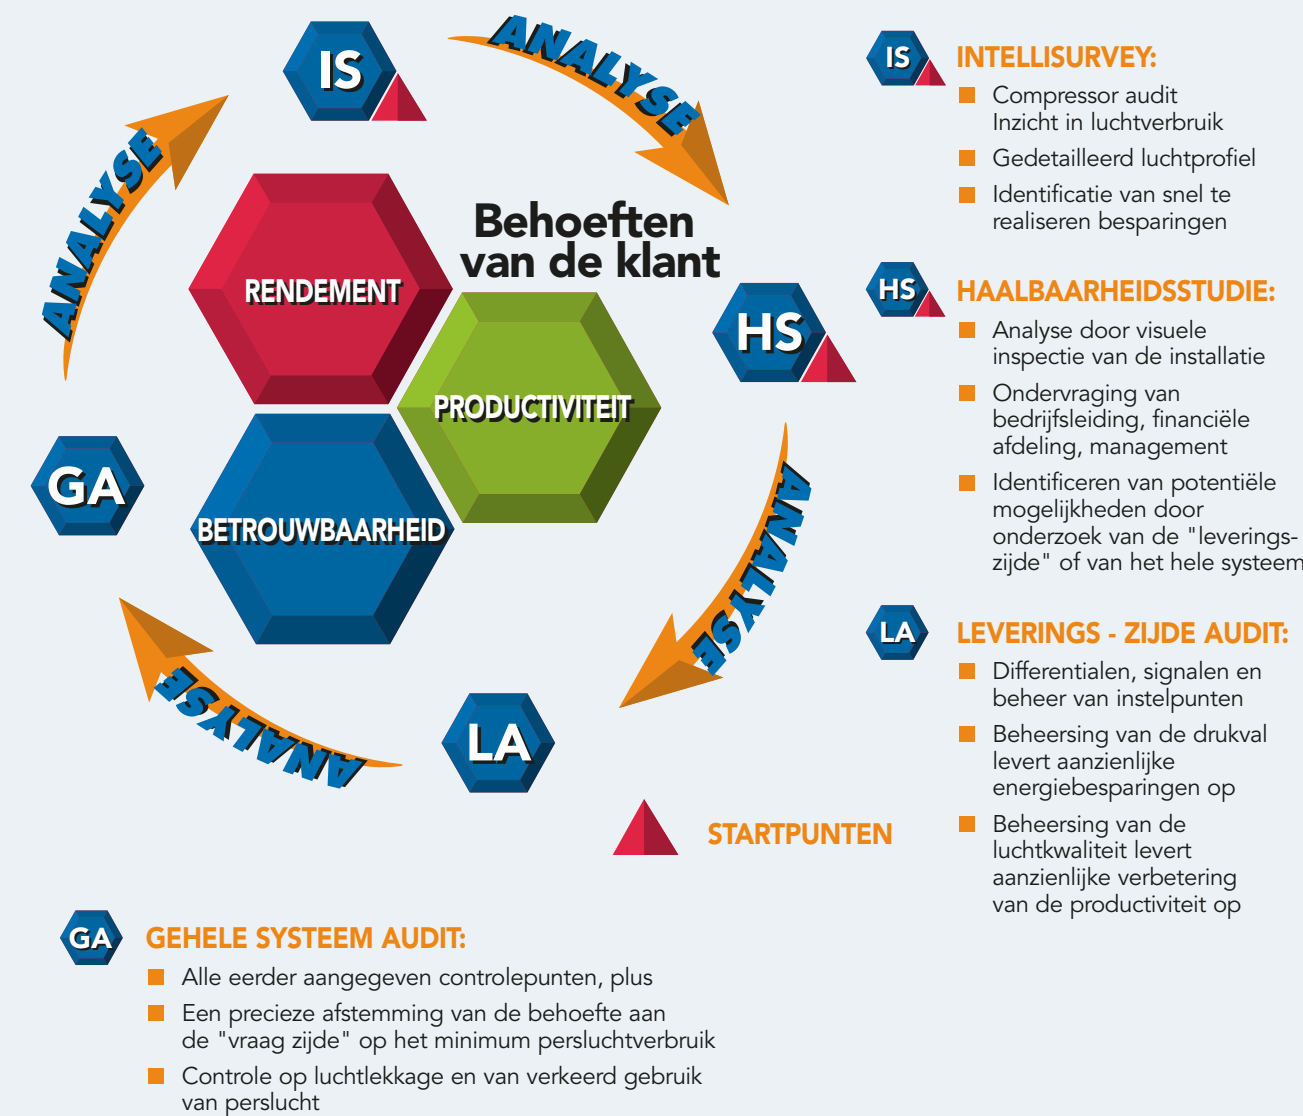 IS
ANALYSE
ANALYSE
Behoeften
van de klant
RENDEMENT
HS
PRODUCTIVITEIT
GA
BETROUWBAARHEID
ANALYSE
ANALYSE
LA
STARTPUNTEN
IS
INTELLISURVEY:
Compressor audit
Inzicht in luchtverbruik
Gedetailleerd luchtprofiel
Identificatie van snel te
realiseren besparingen
HS
HAALBAARHEIDSSTUDIE:
Analyse door visuele
inspectie van de installatie
Ondervraging van
bedrijfsleiding, financiële
afdeling, management
Identificeren van potentiële
mogelijkheden door
onderzoek van de "leverings-
zijde" of van het hele systeem
LA
LEVERINGS - ZIJDE AUDIT:
Differentialen, signalen en
beheer van instelpunten
Beheersing van de drukval
levert aanzienlijke
energiebesparingen op
Beheersing van de
luchtkwaliteit levert
aanzienlijke verbetering
van de productiviteit op
GA
GEHELE SYSTEEM AUDIT:
Alle eerder aangegeven controlepunten, plus
Een precieze afstemming van de behoefte aan
de "vraag zijde" op het minimum persluchtverbruik
Controle op luchtlekkage en van verkeerd gebruik
van perslucht